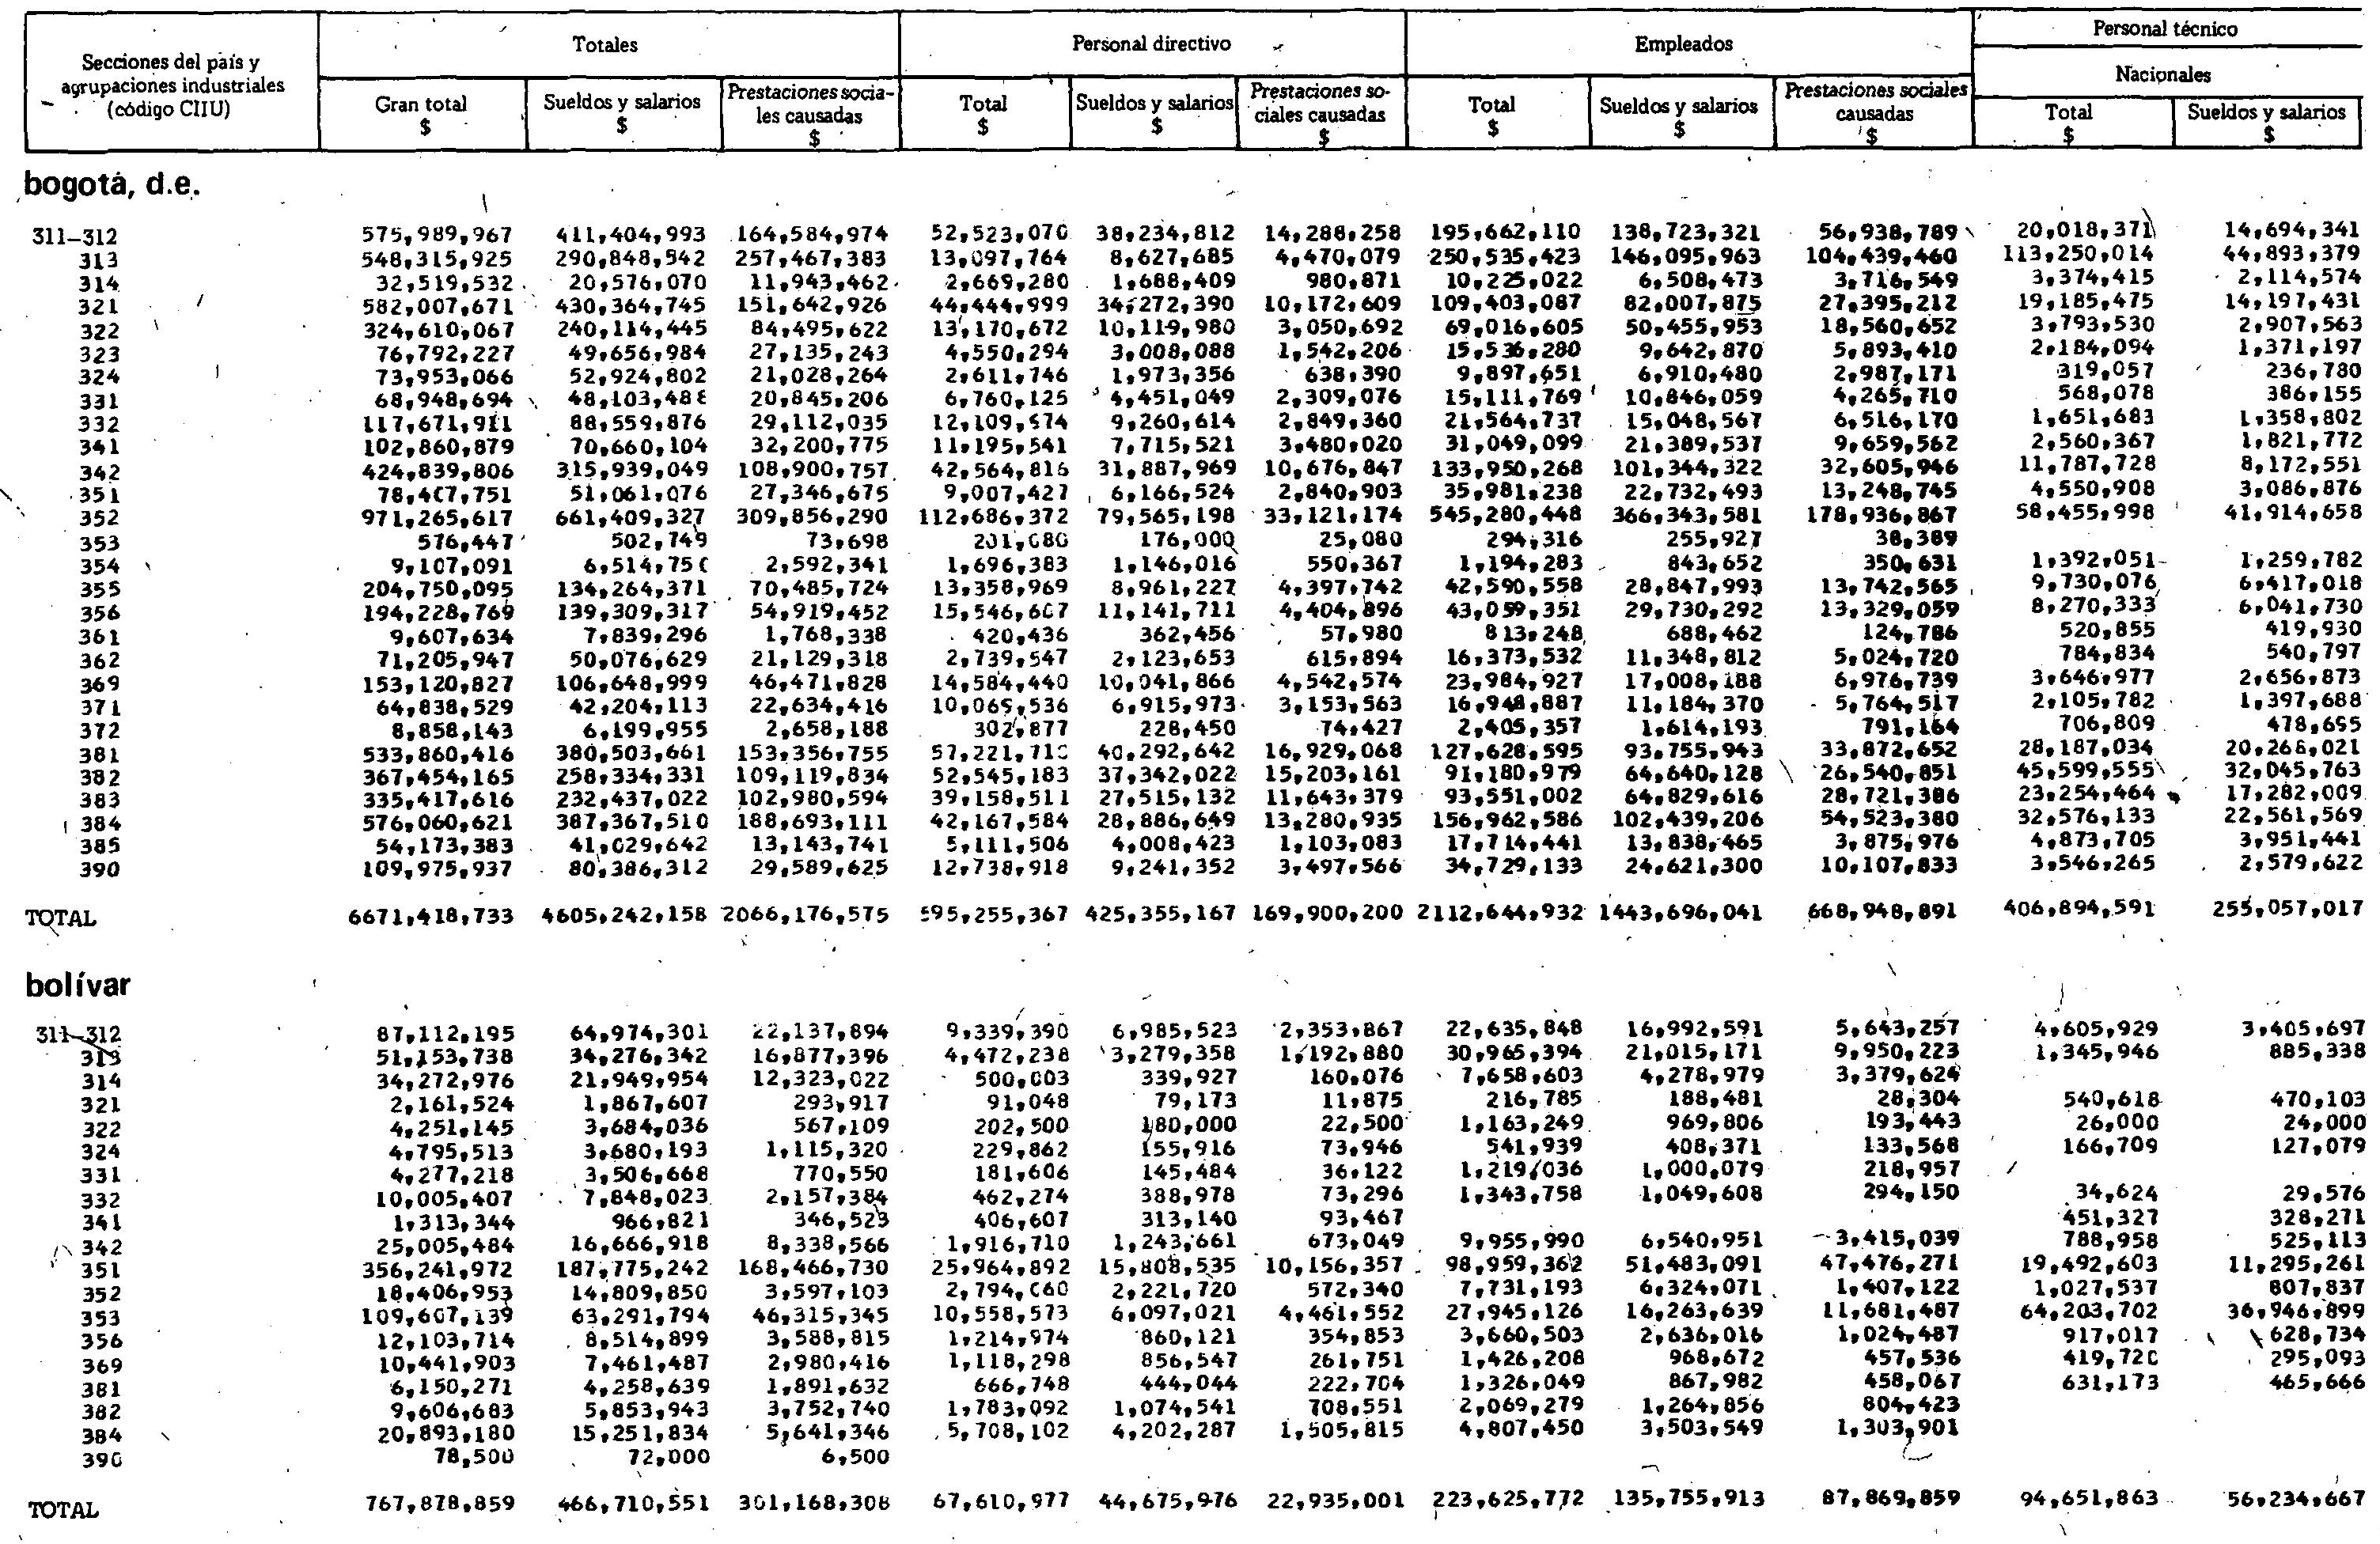 Secciones del país y agrupaciones industriales (código CIIU) Totales Personal directivo Empleados Personal técnico
Nacionales
Gran total $ Sueldos y salarios $ Prestaciones sociales causadas $ Total $ Sueldos y salarios $ Prestaciones sociales causadas $ Total $ Sueldos y salarios $ Prestaciones sociales causadas $ Total $ Sueldos y salarios $
bogotá, d.e.
311-312 575,989,967 411,404,993 164,584,974 52,523,070 38,234,812 14,288,258 195,662,110 138,723,321 56,938,789 20,018,371 14,694,341
313 548,315,925 290,848,542 257,467,383 13,097,764 8,627,685 4,470,079 250,535,423 146,095,963 104,439,460 113,250,014 44,893,379
314 32,519,532 20,576,070 11,943,462 2,669,280 1,688,409 980,871 10,225,022 6,508,473 3,716,549 3,374,415 2,114,574
321 582,007,671 430,364,745 151,642,926 44,444,999 34,272,390 10,172,609 109,403,087 82,007,875 27,395,212 19,185,475 14,197,431
322 324,610,067 240,114,445 84,495,622 13,170,672 10,119,980 3,050,692 69,016,605 50,455,953 18,560,652 3,793,530 2,907,563
323 76,792,227 49,656,984 27,135,243 4,550,294 3,008,088 1,542,206 15,536,280 9,642,870 5,893,410 2,184,094 1,371,197
324 73,953,066 52,924,802 21,028,264 2,611,746 1,973,356 638,390 9,897,651 6,910,480 2,987,171 319,057 236,780
331 68,948,694 48,103,488 20,845,206 6,760,125 4,451,049 2,309,076 15,111,769 10,846,059 4,265,710 568,078 386,155
332 117,671,911 88,559,876 29,112,035 12,109,574 9,260,614 2,849,360 21,564,737 15,048,567 6,516,170 1,651,683 1,358,802
341 102,860,879 70,660,104 32,200,775 11,195,541 7,715,521 3,480,020 31,049,099 21,389,537 9,659,562 2,560,367 1,821,772
342 424,839,806 315,939,049 108,900,757 42,564,816 31,887,969 10,676,847 133,950,268 101,344,322 32,605,946 11,787,728 8,172,551
351 78,407,751 51,061,076 27,346,675 9,007,427 6,166,524 2,840,903 35,981,238 22,732,493 13,248,745 4,550,908 3,086,876
352 971,265,617 661,409,327 309,856,290 112,686,372 79,565,198 33,121,174 545,280,448 366,343,581 178,936,867 58,455,998 41,914,658
353 576,447 502,749 73,698 201,080 176,000 25,080 294,316 255,927 38,389
354 9,107,091 6,514,750 2,592,341 1,696,383 1,146,016 550,367 1,194,283 843,652 350,631 1,392,051 1,259,782
355 204,750,095 134,264,371 70,485,724 13,358,969 8,961,227 4,397,742 42,590,558 28,847,993 13,742,565 9,730,076 6,417,018
356 194,228,769 139,309,317 54,919,452 15,546,607 11,141,711 4,404,896 43,059,351 29,730,292 13,329,059 8,270,333 6,041,730
361 9,607,634 7,839,296 1,768,338 420,436 362,456 57,980 813,248 688,462 124,786 520,855 419,930
362 71,205,947 50,076,629 21,129,318 2,739,547 2,123,653 615,894 16,373,532 11,348,812 5,024,720 784,834 540,797
369 153,120,827 106,648,999 46,471,828 14,584,440 10,041,866 4,542,574 23,984,927 17,008,188 6,976,739 3,646,977 2,656,873
371 64,838,529 42,204,113 22,634,416 10,069,536 6,915,973 3,153,563 16,948,887 11,184,370 5,764,517 2,105,782 1,397,688
372 8,858,143 6,199,955 2,658,188 302,877 228,450 74,427 2,405,357 1,614,193 791,164 706,809 478,695
381 533,860,416 380,503,661 153,356,755 57,221,710 40,292,642 16,929,068 127,628,595 93,755,943 33,872,652 28,187,034 20,268,021
382 367,454,165 258,334,331 109,119,834 52,545,183 37,342,022 15,203,161 91,180,979 64,640,128 26,540,851 45,599,555 32,045,763
383 335,417,616 232,437,022 102,980,594 39,158,511 27,515,132 11,643,379 93,551,002 64,829,616 28,721,386 23,254,464 17,282,009
384 576,060,621 387,367,510 188,693,111 42,167,584 28,886,649 13,280,935 156,962,586 102,439,206 54,523,380 32,576,133 22,561,569
385 54,173,383 41,029,642 13,143,741 5,111,506 4,008,423 1,103,083 17,714,441 13,838,465 3,875,976 4,873,705 3,951,441
390 109,975,937 80,386,312 29,589,625 12,738,918 9,241,352 3,497,566 34,729,133 24,621,300 10,107,833 3,546,265 2,579,622
TOTAL 6671,418,733 4605,242,158 2066,176,575 595,255,367 425,355,167 169,900,200 2112,644,932 1443,696,041 668,948,891 406,894,591 255,057,017
bolívar
311-312 87,112,195 64,974,301 22,137,894 9,339,390 6,985,523 2,353,867 22,635,848 16,992,591 5,643,257 4,605,929 3,405,697
313 51,153,738 34,276,342 16,877,396 4,472,238 3,279,358 1,192,880 30,965,394 21,015,171 9,950,223 1,345,946 885,338
314 34,272,976 21,949,954 12,323,022 500,003 339,927 160,076 7,658,603 4,278,979 3,379,624
321 2,161,524 1,867,607 293,917 91,048 79,173 11,875 216,785 188,481 28,304 540,618 470,103
322 4,251,145 3,684,036 567,109 202,500 180,000 22,500 1,163,249 969,806 193,443 26,000 24,000
324 4,795,513 3,680,193 1,115,320 229,862 155,916 73,946 541,939 408,371 133,568 166,709 127,079
331 4,277,218 3,506,668 770,550 181,606 145,484 36,122 1,219,036 1,000,079 218,957
332 10,005,407 7,848,023 2,157,384 462,274 388,978 73,296 1,343,758 1,049,608 294,150 34,624 29,576
341 1,313,344 966,821 346,523 406,607 313,140 93,467 451,327 328,271
342 25,005,484 16,666,918 8,338,566 1,916,710 1,243,661 673,049 9,955,990 6,540,951 3,415,039 788,958 525,113
351 356,241,972 187,775,242 168,466,730 25,964,892 15,808,535 10,156,357 98,959,362 51,483,091 47,476,271 19,492,603 11,295,261
352 18,406,953 14,809,850 3,597,103 2,794,060 2,221,720 572,340 7,731,193 6,324,071 1,407,122 1,027,537 807,837
353 109,607,139 63,291,794 46,315,345 10,558,573 6,097,021 4,461,552 27,945,126 16,263,639 11,681,487 64,203,702 36,946,899
356 12,103,714 8,514,899 3,588,815 1,214,974 860,121 354,853 3,660,503 2,636,016 1,024,487 917,017 628,734
369 10,441,903 7,461,487 2,980,416 1,118,298 856,547 261,751 1,426,208 968,672 457,536 419,720 295,093
381 6,150,271 4,258,639 1,891,632 666,748 444,044 222,704 1,326,049 867,982 458,067 631,173 465,666
382 9,606,683 5,853,943 3,752,740 1,783,092 1,074,541 708,551 2,069,279 1,264,856 804,423
384 20,893,180 15,251,834 5,641,346 5,708,102 4,202,287 1,505,815 4,807,450 3,503,549 1,303,901
390 78,500 72,000 6,500
TOTAL 767,878,859 466,710,551 301,168,308 67,610,977 44,675,976 22,935,001 223,625,772 135,755,913 87,869,859 94,651,863 56,234,667